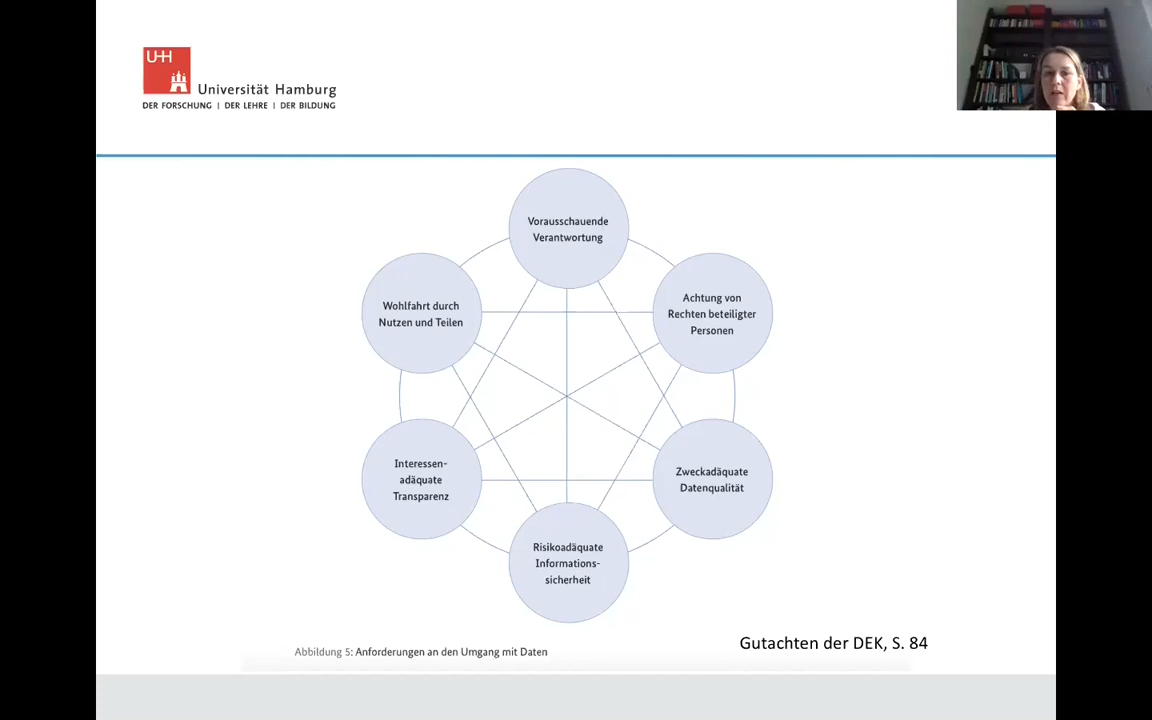 UHH
Universität Hamburg
DER FORSCHUNG | DER LEHRE | DER BILDUNG
Vorausschauende
Verantwortung
Wohlfahrt durch
Nutzen und Teilen
Achtung von
Rechten beteiligter
Personen
Interessen-
adäquate
Transparenz
Zweckadäquate
Datenqualität
Risikoadäquate
Informations-
sicherheit
Gutachten der DEK, S. 84
Abbildung 5: Anforderungen an den Umgang mit Daten